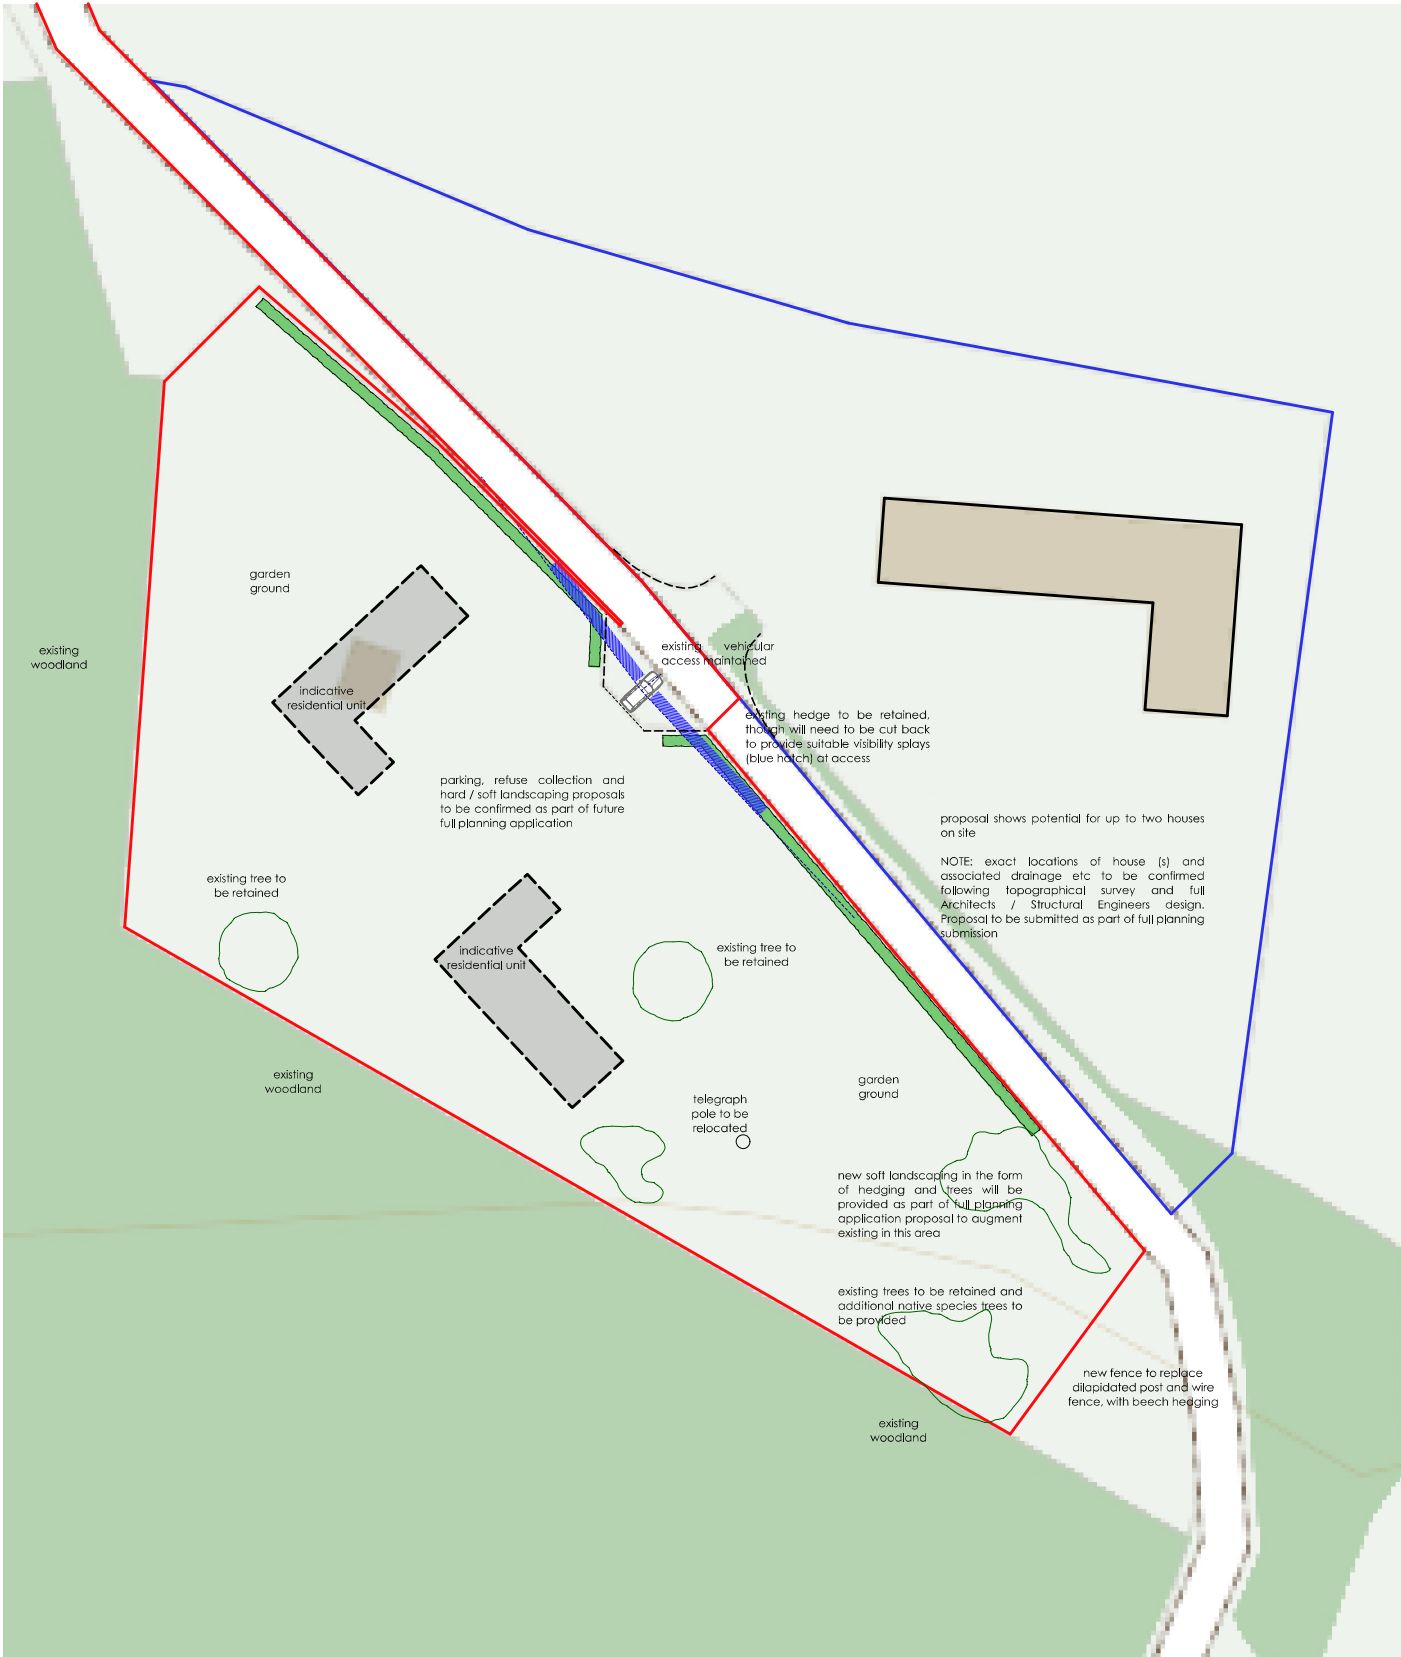 garden
ground
existing
woodland
indicative
residential unit
existing vehicular
access maintained
existing hedge to be retained,
though will need to be cut back
to provide suitable visibility splays
(blue hatch) at access
parking, refuse collection and
hard / soft landscaping proposals
to be confirmed as part of future
full planning application
proposal shows potential for up to two houses
on site
NOTE: exact locations of house (s) and
associated drainage etc to be confirmed
following topographical survey and full
Architects / Structural Engineers design.
Proposal to be submitted as part of full planning
submission
existing tree to
be retained
indicative
residential unit
existing tree to
be retained
existing
woodland
garden
ground
telegraph
pole to be
relocated
new soft landscaping in the form
of hedging and trees will be
provided as part of full planning
application proposal to augment
existing in this area
existing trees to be retained and
additional native species trees to
be provided
new fence to replace
dilapidated post and wire
fence, with beech hedging
existing
woodland